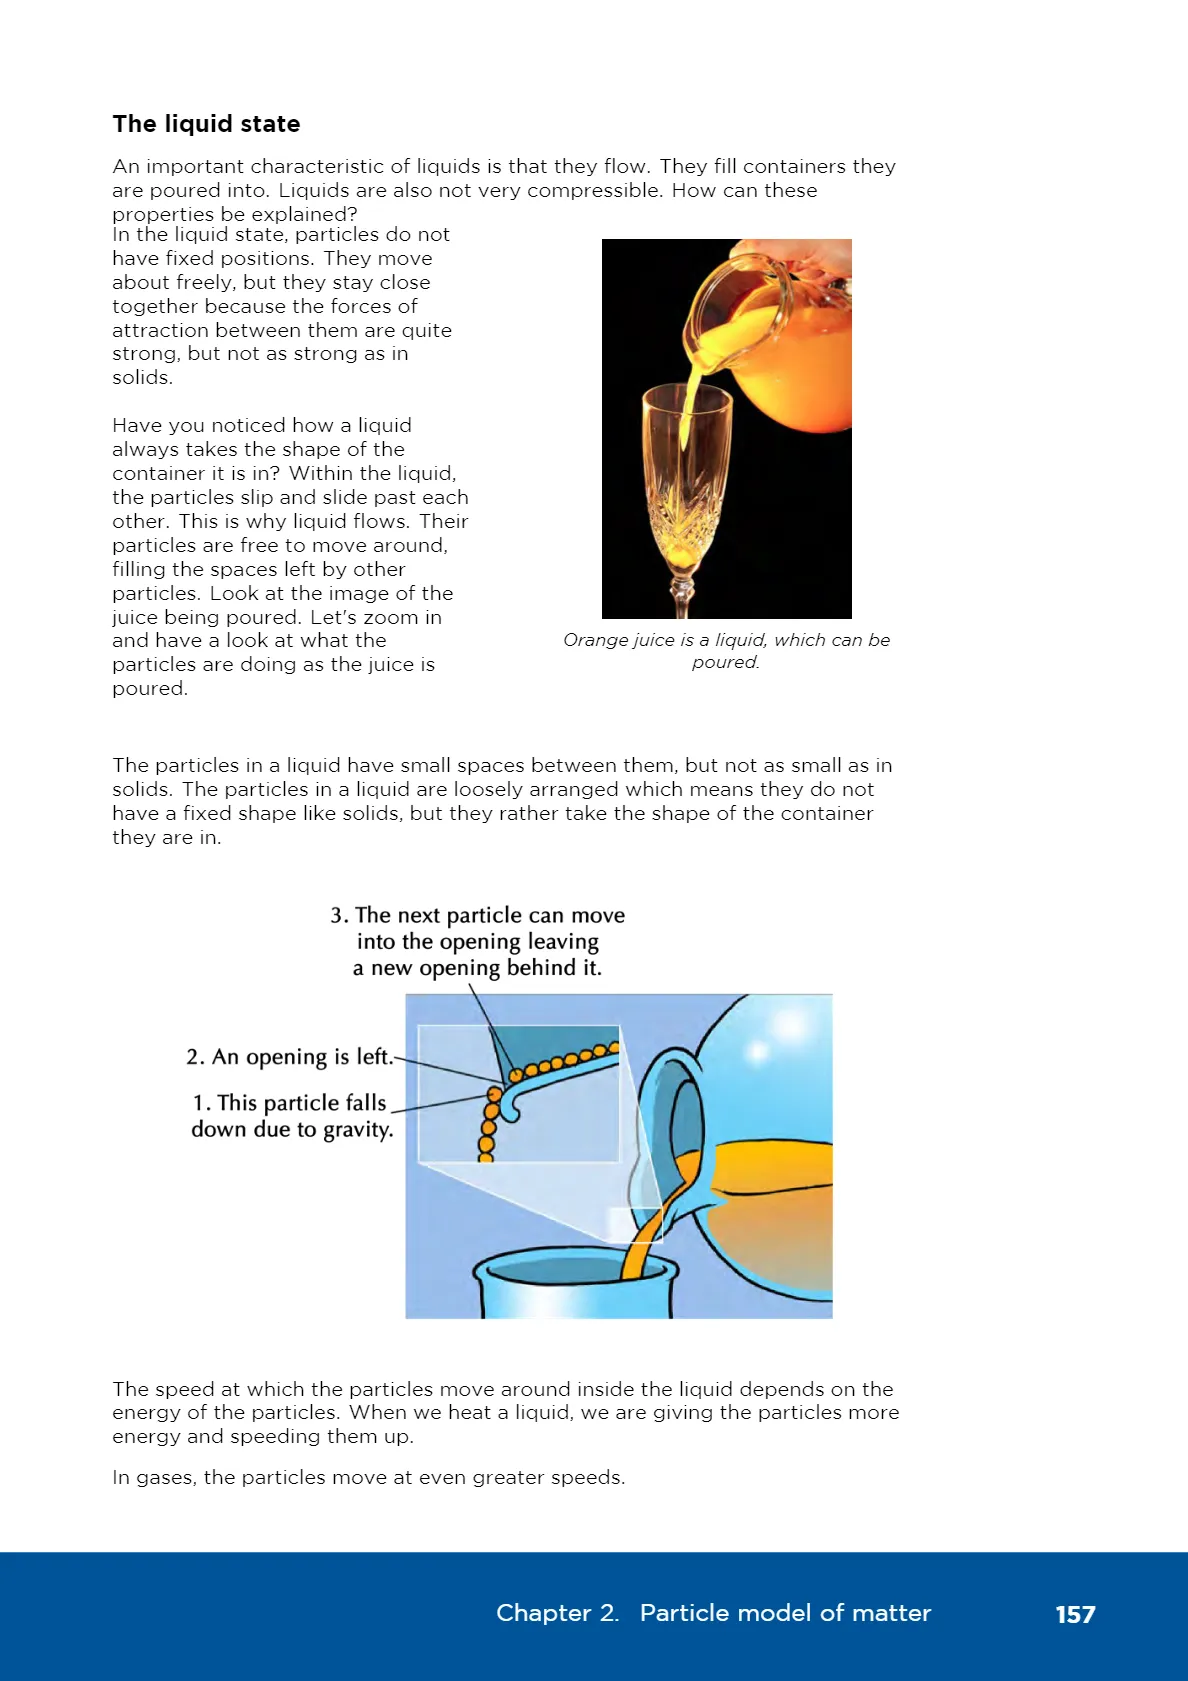 The liquid state
An important characteristic of liquids is that they flow. They fill containers they
are poured into. Liquids are also not very compressible. How can these
properties be explained?
In the liquid state, particles do not
have fixed positions. They move
about freely, but they stay close
together because the forces of
attraction between them are quite
strong, but not as strong as in
solids.
Have you noticed how a liquid
always takes the shape of the
container it is in? Within the liquid,
the particles slip and slide past each
other. This is why liquid flows. Their
particles are free to move around,
filling the spaces left by other
particles. Look at the image of the
juice being poured. Let's zoom in
and have a look at what the
particles are doing as the juice is
poured.
Orange juice is a liquid, which can be
poured.
The particles in a liquid have small spaces between them, but not as small as in
solids. The particles in a liquid are loosely arranged which means they do not
have a fixed shape like solids, but they rather take the shape of the container
they are in.
3. The next particle can move
into the opening leaving
a new opening behind it.
2. An opening is left.
1. This particle falls
down due to gravity.
The speed at which the particles move around inside the liquid depends on the
energy of the particles. When we heat a liquid, we are giving the particles more
energy and speeding them up.
In gases, the particles move at even greater speeds.
Chapter 2. Particle model of matter 157